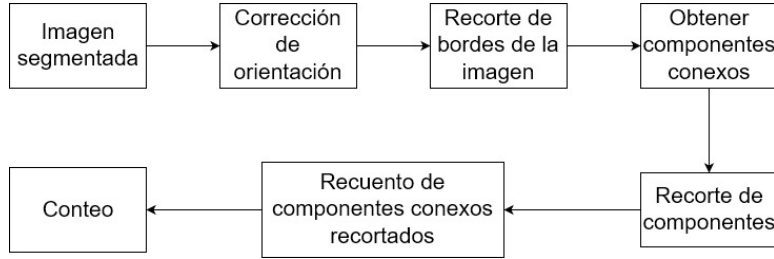 Imagen
segmentada
Corrección
de
orientación
Recorte de
bordes de la
imagen
Obtener
componentes
conexos
Recorte de
componentes
Recuento de
componentes conexos
recortados
Conteo